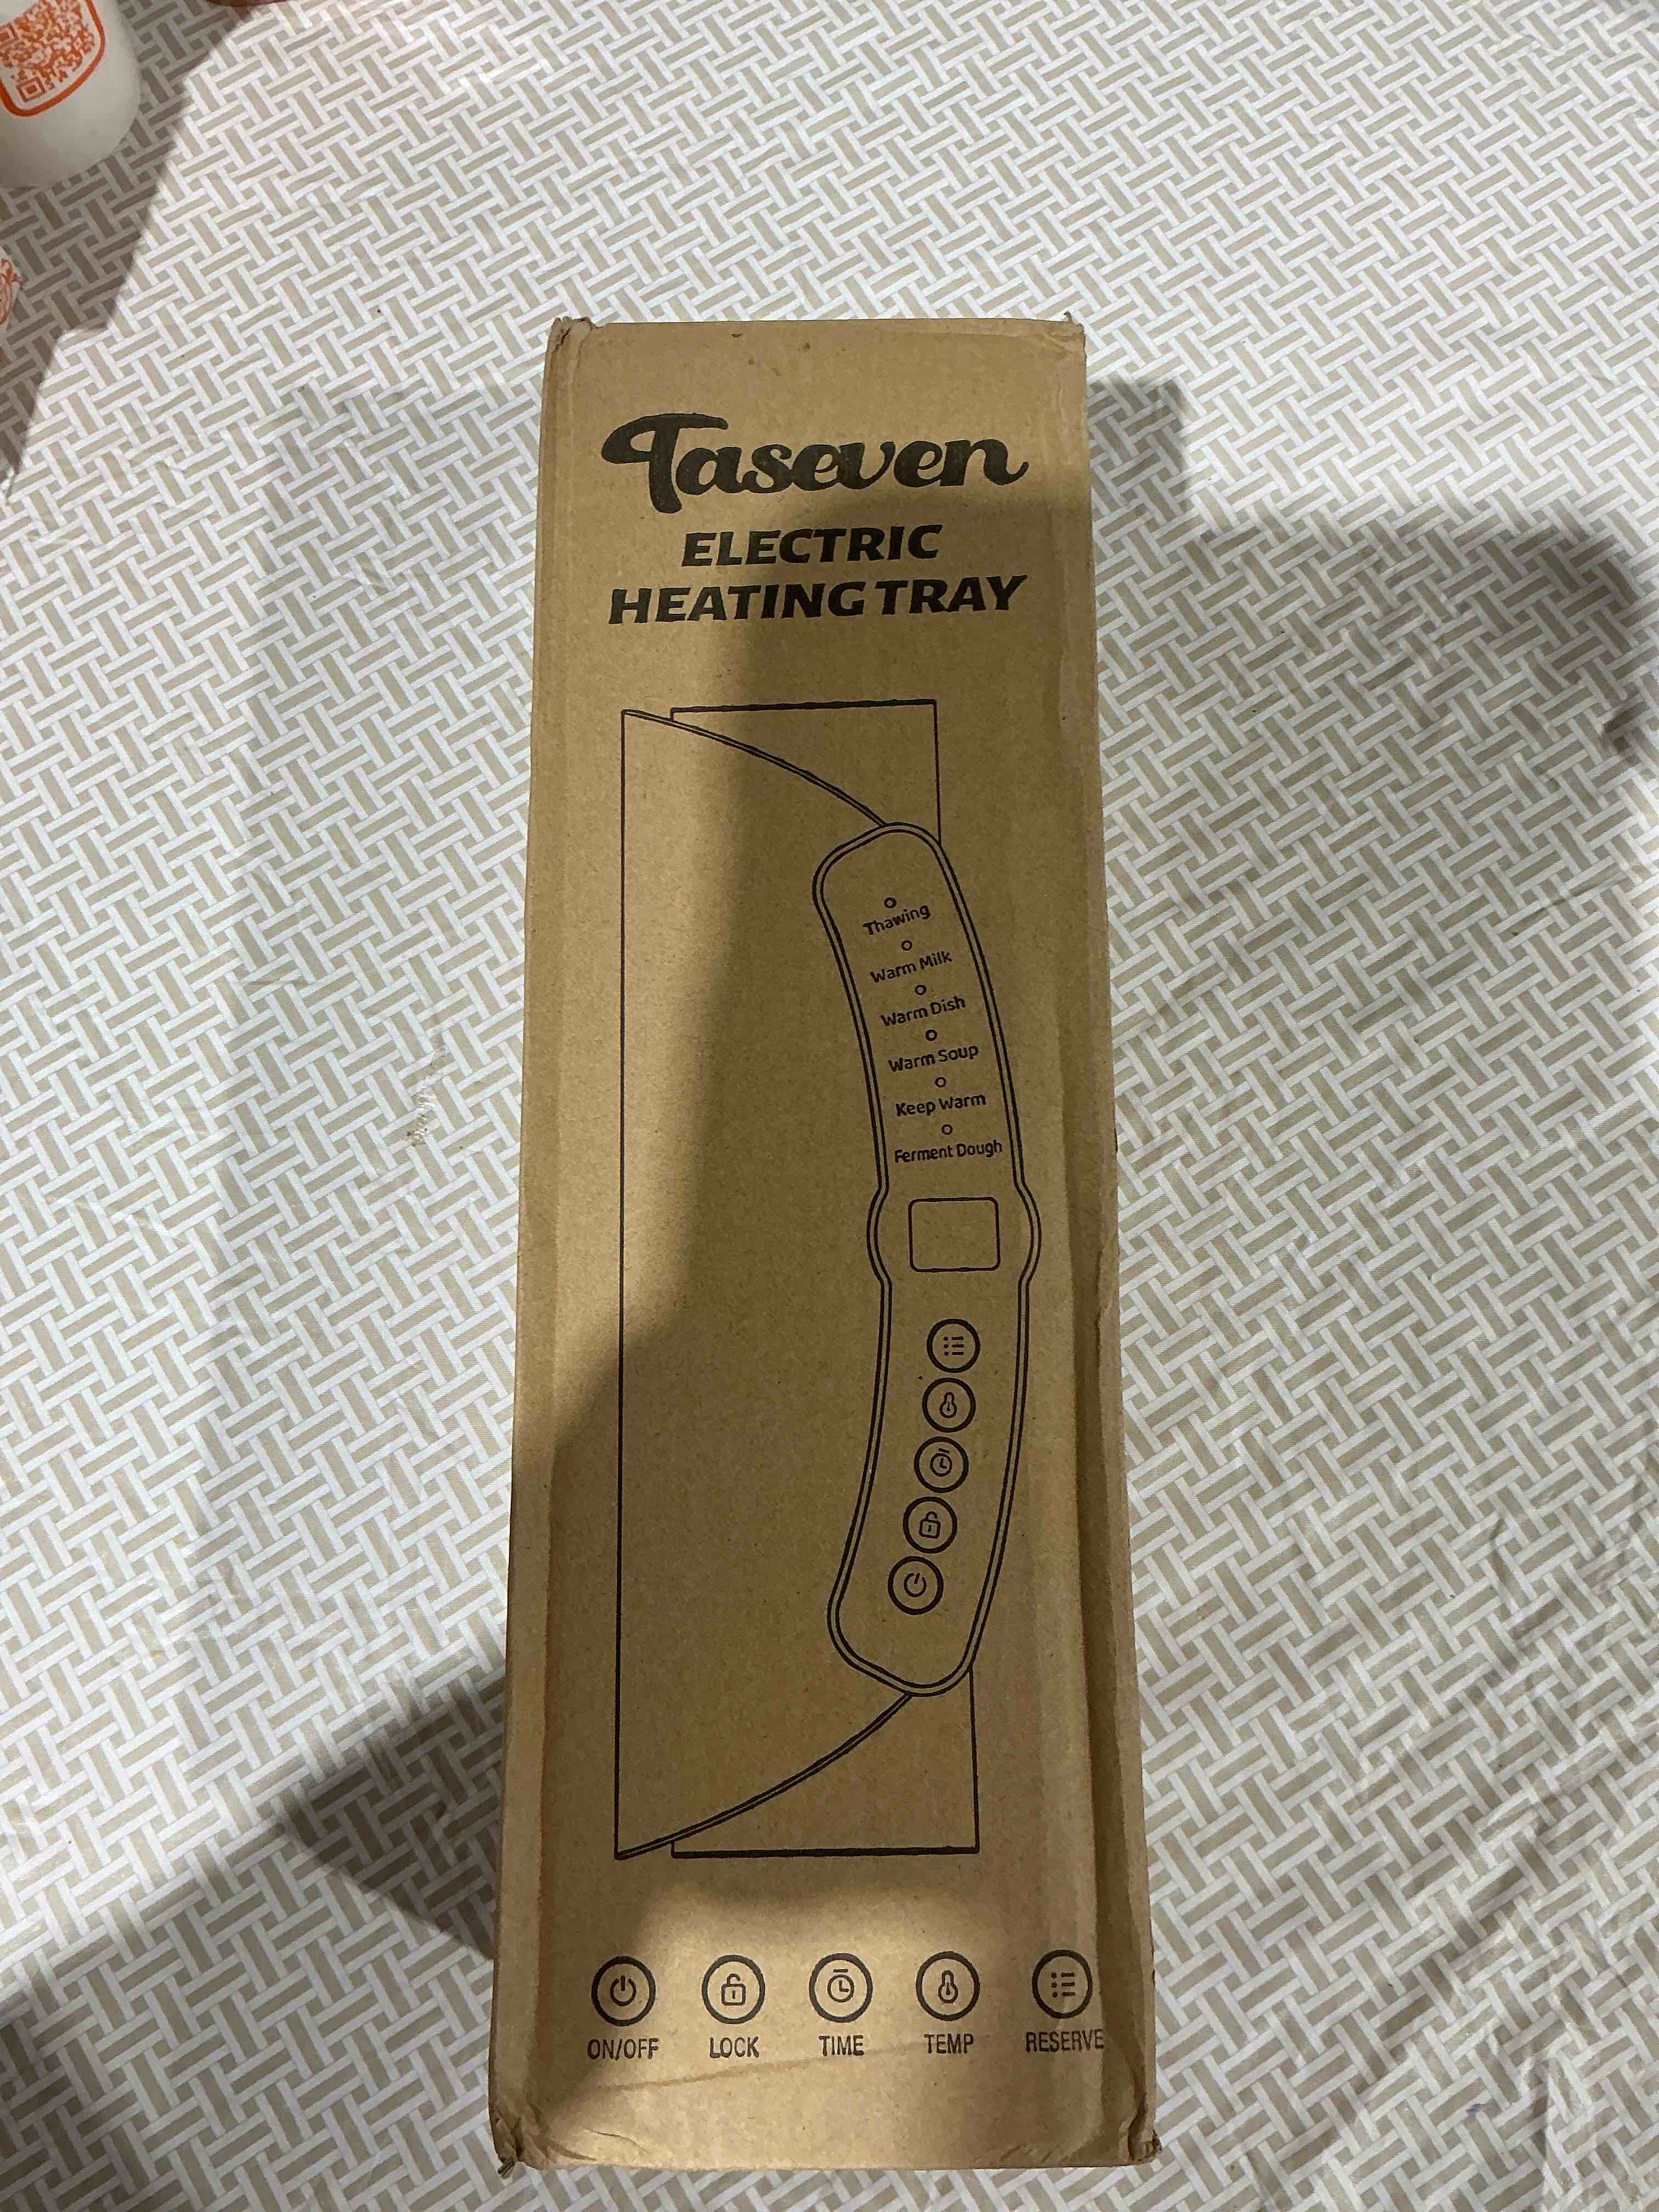 Taseven
ELECTRIC
HEATING TRAY
Thawing
Warm Milk
Warm Dish
Warm Soup
Keep Warm
Ferment Dough
ON/OFF
LOCK
TIME
TEMP
RESERVE